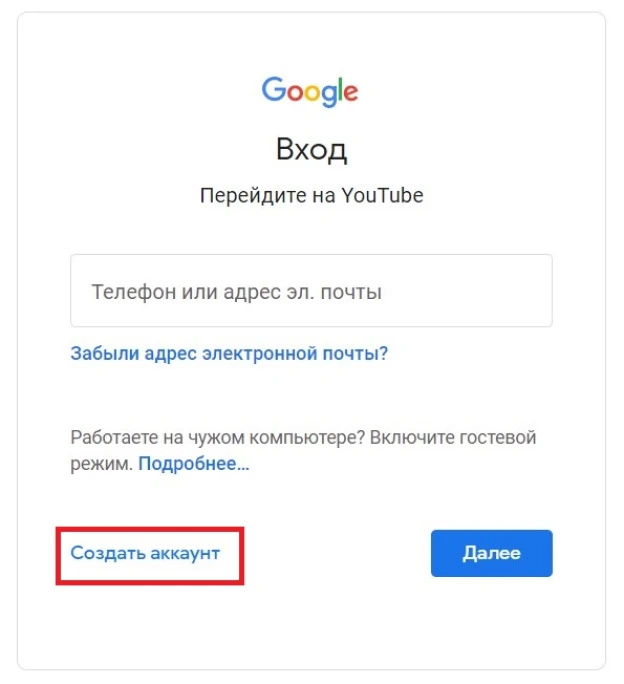 Google
Вход
Перейдите на YouTube
Телефон или адрес эл. почты
Забыли адрес электронной почты?
Работаете на чужом компьютере? Включите гостевой
режим. Подробнее...
Создать аккаунт
Далее